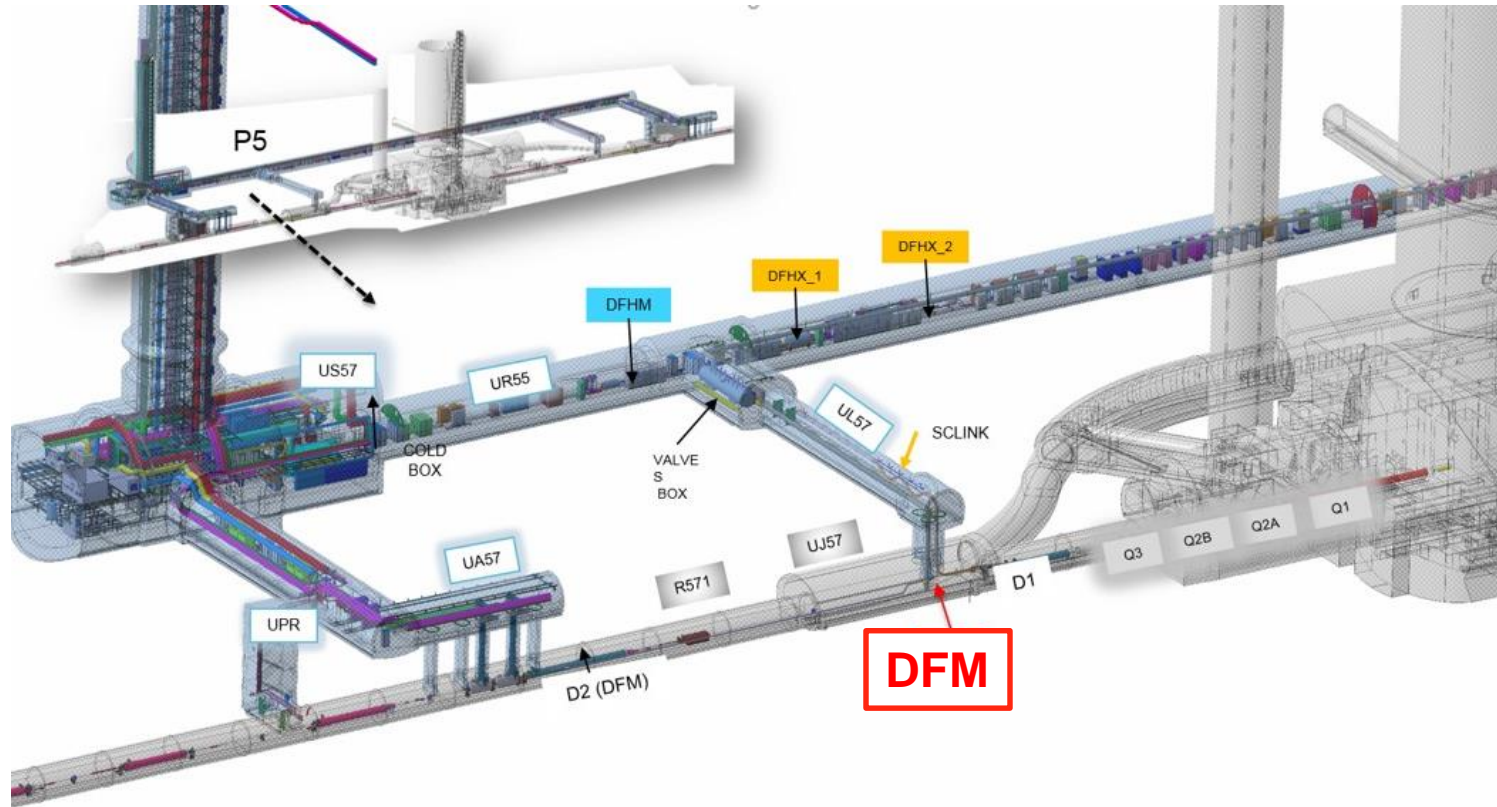 P5
DFHX_2
DFHX_1
DFHM
US57
UR55
COLD
BOX
VALVE
S
BOX
UL57
SCLINK
Q1
Q2A
Q2B
Q3
UJ57
UA57
R571
D1
UPR
DFM
D2 (DFM)